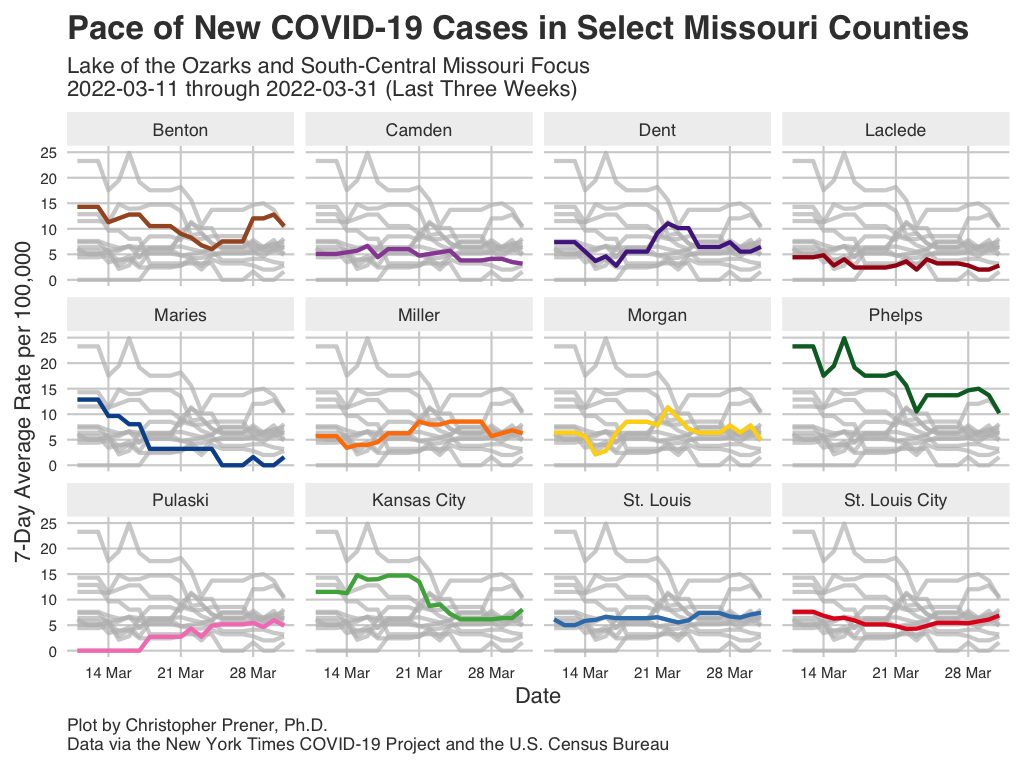 Pace of New COVID-19 Cases in Select Missouri Counties
Lake of the Ozarks and South-Central Missouri Focus
2022-03-11 through 2022-03-31 (Last Three Weeks)
7-Day Average Rate per 100,000
Benton
Camden
Dent
Laclede
25
20
15
10
5
0
Maries
Miller
Morgan
Phelps
25
20
15
10
5
0
Pulaski
Kansas City
St. Louis
St. Louis City
25
20
15
10
5
0
14 Mar
21 Mar
28 Mar
14 Mar
21 Mar
28 Mar
14 Mar
21 Mar
28 Mar
14 Mar
21 Mar
28 Mar
Date
Plot by Christopher Prener, Ph.D.
Data via the New York Times COVID-19 Project and the U.S. Census Bureau